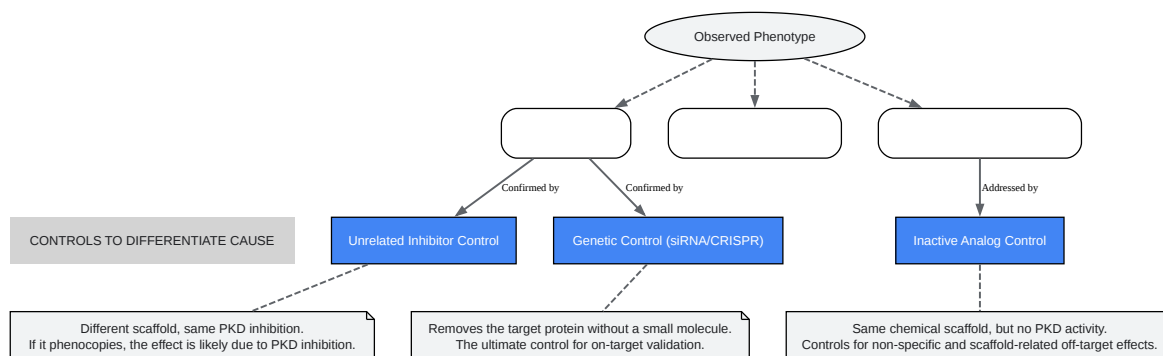 Observed Phenotype
Confirmed by
Confirmed by
Addressed by
CONTROLS TO DIFFERENTIATE CAUSE
Unrelated Inhibitor Control
Genetic Control (siRNA/CRISPR)
Inactive Analog Control
Different scaffold, same PKD inhibition.
If it phenocopies, the effect is likely due to PKD inhibition.
Removes the target protein without a small molecule.
The ultimate control for on-target validation.
Same chemical scaffold, but no PKD activity.
Controls for non-specific and scaffold-related off-target effects.